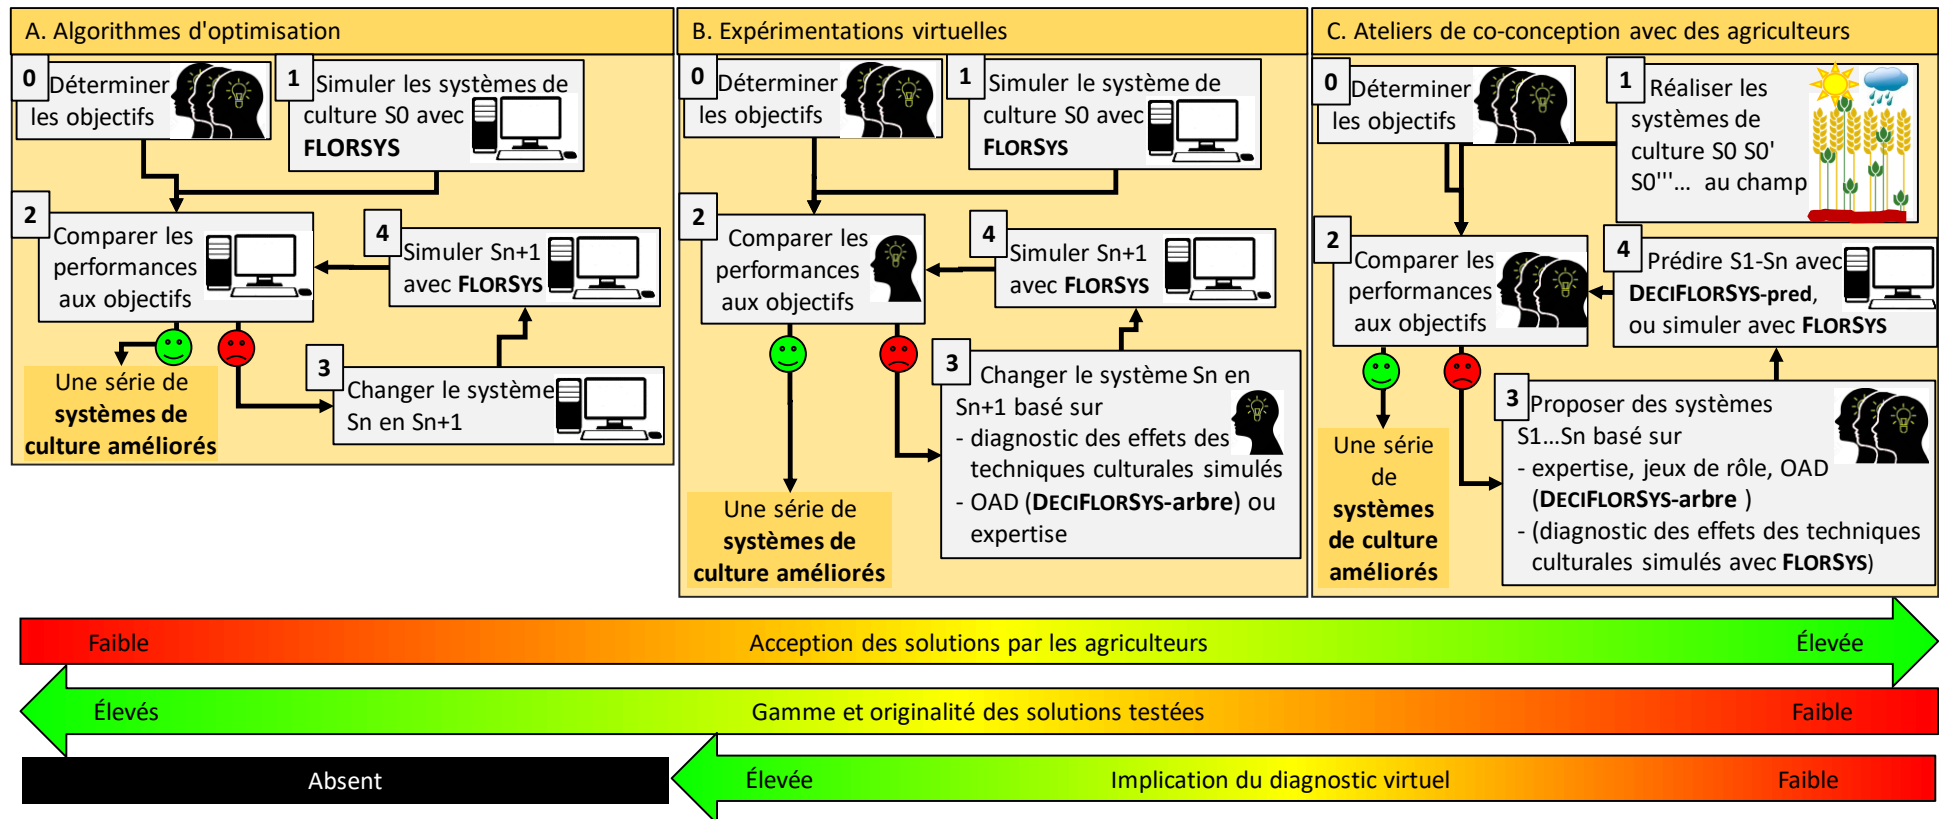 A. Algorithmes d'optimisation
0
Déterminer
les objectifs
1
Simuler les systèmes de
culture S0 avec
FLORSYS
2
Comparer les
performances
aux objectifs
4
Simuler Sn+1
avec FLORSYS
3
Changer le système
Sn en Sn+1
Une série de
systèmes de
culture améliorés
B. Expérimentations virtuelles
0
Déterminer
les objectifs
1
Simuler le système de
culture S0 avec
FLORSYS
2
Comparer les
performances
aux objectifs
4
Simuler Sn+1
avec FLORSYS
3
Changer le système Sn en
Sn+1 basé sur
- diagnostic des effets des
techniques culturales simulés
- OAD (DECIFLORSYS-arbre) ou
expertise
Une série de
systèmes de
culture améliorés
C. Ateliers de co-conception avec des agriculteurs
0
Déterminer
les objectifs
1
Réaliser les
systèmes de
culture S0 S0'
S0'''... au champ
2
Comparer les
performances
aux objectifs
4
Prédire S1-Sn avec
DECIFLORSYS-pred,
ou simuler avec FLORSYS
3
Proposer des systèmes
S1...Sn basé sur
- expertise, jeux de rôle, OAD
(DECIFLORSYS-arbre )
- (diagnostic des effets des techniques
culturales simulés avec FLORSYS)
Une série
de
systèmes
de culture
améliorés
Faible Acception des solutions par les agriculteurs Élevée
Élevés Gamme et originalité des solutions testées Faible
Absent Élevée Implication du diagnostic virtuel Faible